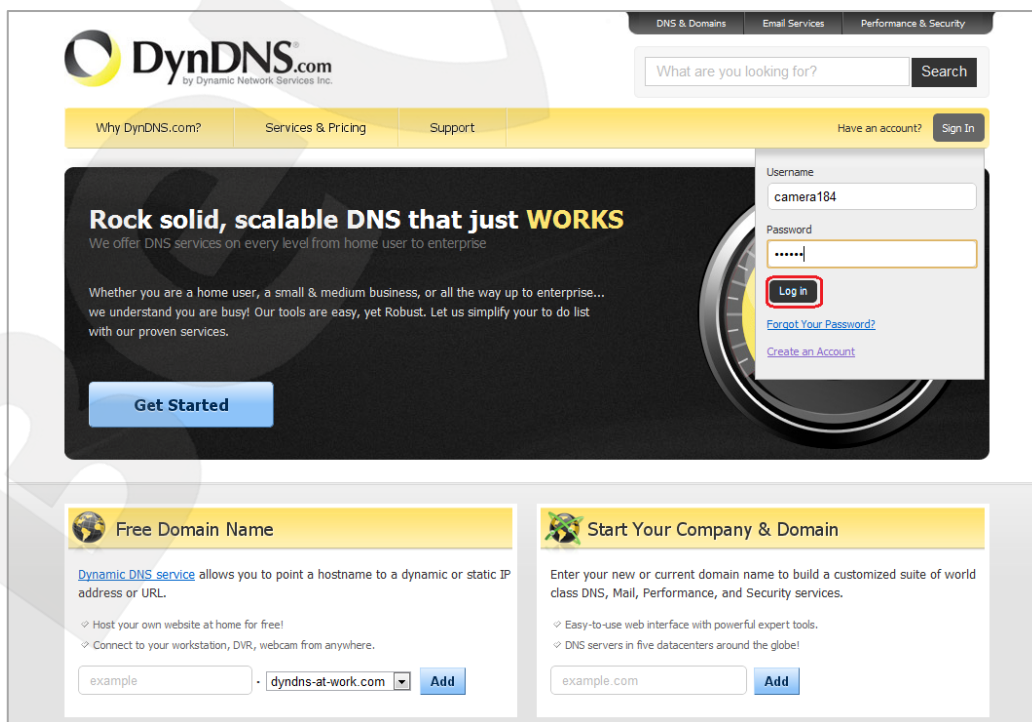 DNS & Domains
Email Services
Performance & Security
DynDNS.com
by Dynamic Network Services Inc.
What are you looking for?
Search
Why DynDNS.com?
Services & Pricing
Support
Have an account?
Sign In
Username
camera184
Password
••••••
Log in
Forgot Your Password?
Create an Account
Rock solid, scalable DNS that just WORKS
We offer DNS services on every level from home user to enterprise
Whether you are a home user, a small & medium business, or all the way up to enterprise...
we understand you are busy! Our tools are easy, yet Robust. Let us simplify your to do list
with our proven services.
Get Started
Free Domain Name
Dynamic DNS service allows you to point a hostname to a dynamic or static IP
address or URL.
Host your own website at home for free!
Connect to your workstation, DVR, webcam from anywhere.
example
. dyndns-at-work.com
Add
Start Your Company & Domain
Enter your new or current domain name to build a customized suite of world
class DNS, Mail, Performance, and Security services.
Easy-to-use web interface with powerful expert tools.
DNS servers in five datacenters around the globe!
example.com
Add